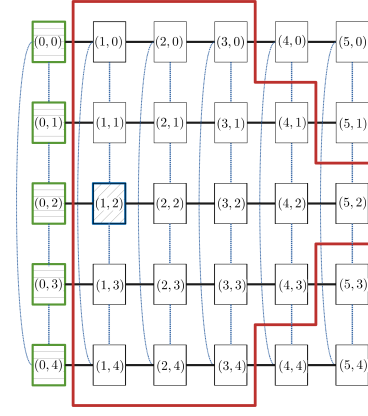 (0, 0) (1, 0) (2, 0) (3, 0) (4, 0) (5, 0)
(0, 1) (1, 1) (2, 1) (3, 1) (4, 1) (5, 1)
(0, 2) (1, 2) (2, 2) (3, 2) (4, 2) (5, 2)
(0, 3) (1, 3) (2, 3) (3, 3) (4, 3) (5, 3)
(0, 4) (1, 4) (2, 4) (3, 4) (4, 4) (5, 4)